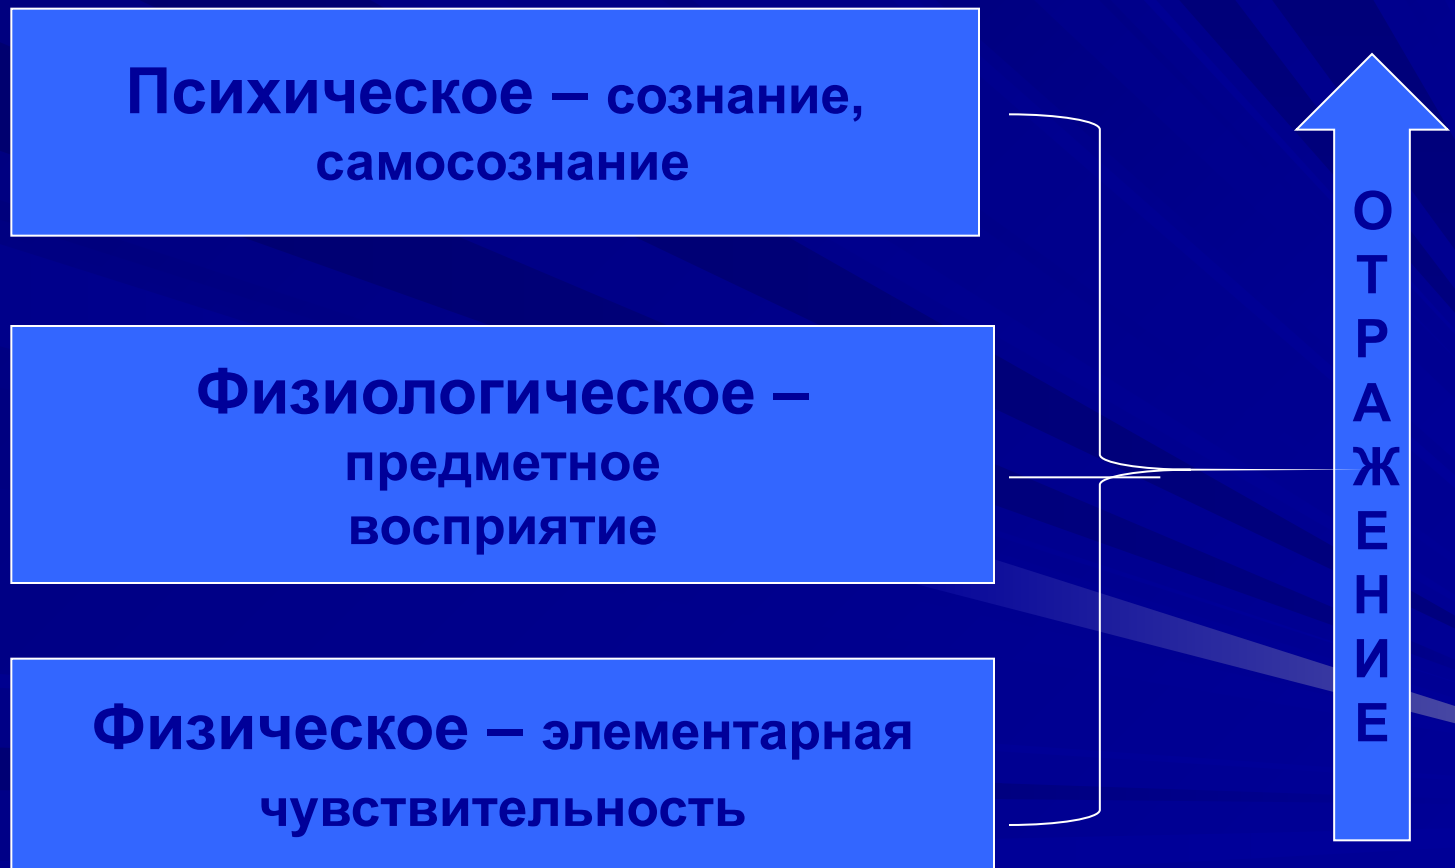 Психическое – сознание,
самосознание
Физиологическое –
предметное
восприятие
Физическое – элементарная
чувствительность
О
Т
Р
А
Ж
Е
Н
И
Е